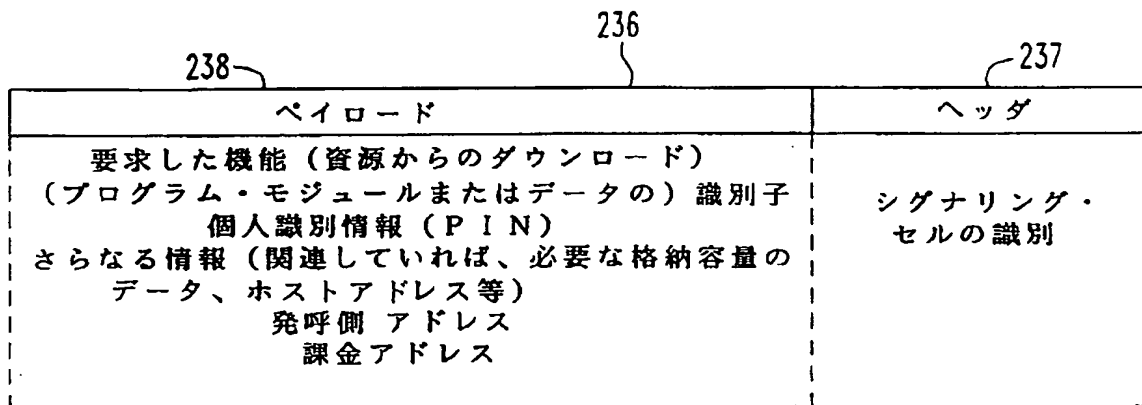 236
238
237
ペイロード
ヘッダ
要求した機能（資源からのダウンロード）
（プログラム・モジュールまたはデータの）識別子
個人識別情報（ＰＩＮ）
さらなる情報（関連していれば、必要な格納容量の
データ、ホストアドレス等）
発呼側 アドレス
課金アドレス
シグナリング・
セルの識別